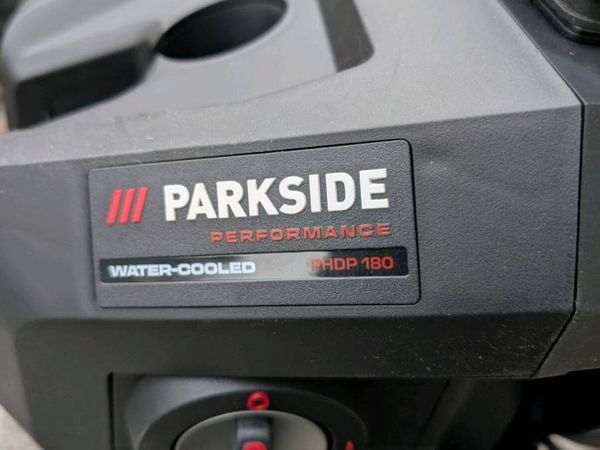 PARKSIDE
PERFORMANCE
WATER-COOLED PHDP 180